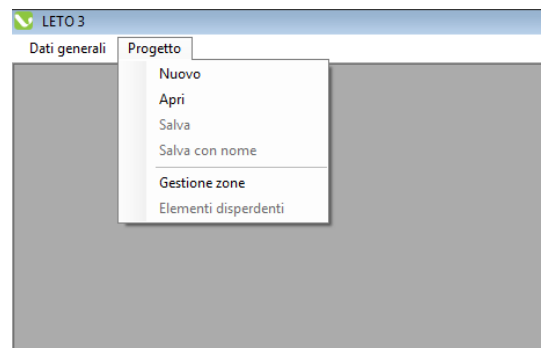 LETO 3
Dati generali Progetto
Nuovo
Apri
Salva
Salva con nome
Gestione zone
Elementi disperdenti